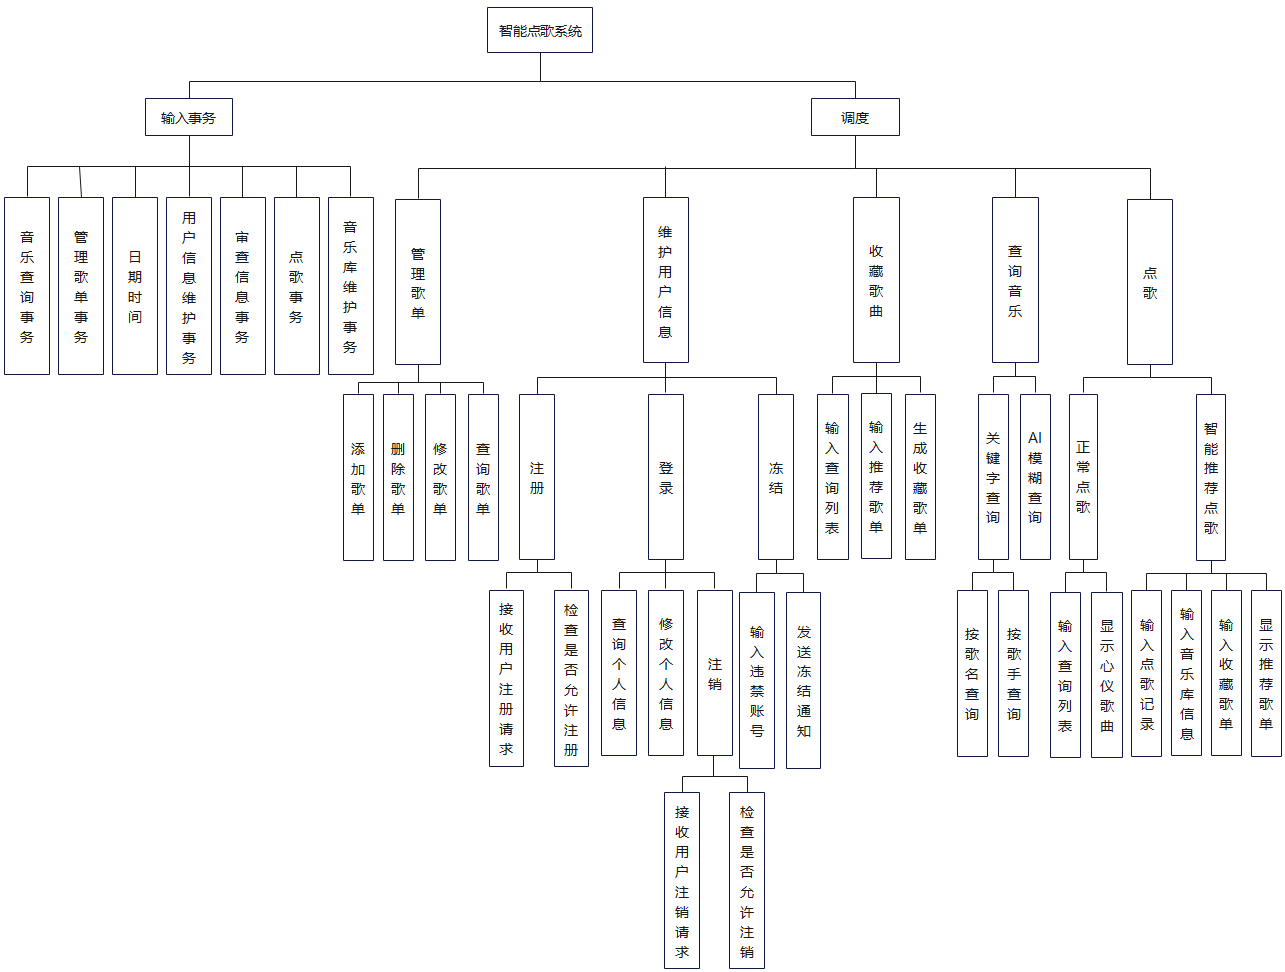 智能点歌系统
输入事务
调度
音乐查询事务
管理歌单事务
日期时间
用户信息维护事务
审查信息事务
点歌事务
音乐库维护事务
管理歌单
维护用户信息
收藏歌曲
查询音乐
点歌
添加歌单
删除歌单
修改歌单
查询歌单
注册
登录
冻结
输入查询列表
输入推荐歌单
生成收藏歌单
关键字查询
AI模糊查询
正常点歌
智能推荐点歌
接收用户注册请求
检查是否允许注册
查询个人信息
修改个人信息
注销
输入违禁账号
发送冻结通知
按歌名查询
按歌手查询
输入查询列表
显示心仪歌曲
输入点歌记录
输入音乐库信息
输入收藏歌单
显示推荐歌单
接收用户注销请求
检查是否允许注销